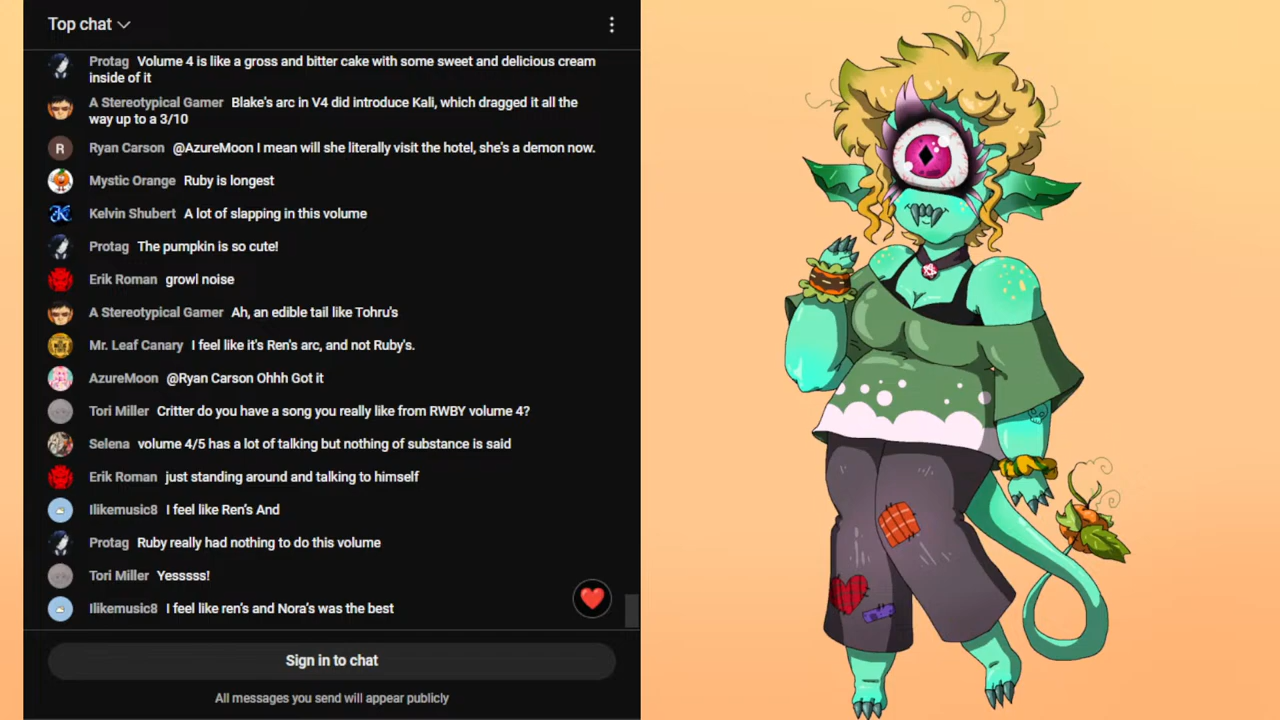 Top chat
Protag Volume 4 is like a gross and bitter cake with some sweet and delicious cream
inside of it
A Stereotypical Gamer Blake's arc in V4 did introduce Kali, which dragged it all the
way up to a 3/10
R
Ryan Carson @AzureMoon I mean will she literally visit the hotel, she's a demon now.
Mystic Orange Ruby is longest
Kelvin Shubert A lot of slapping in this volume
Protag The pumpkin is so cute!
Erik Roman growl noise
A Stereotypical Gamer Ah, an edible tail like Tohru's
Mr. Leaf Canary I feel like it's Ren's arc, and not Ruby's.
AzureMoon @Ryan Carson Ohhh Got it
Tori Miller Critter do you have a song you really like from RWBY volume 4?
Selena volume 4/5 has a lot of talking but nothing of substance is said
Erik Roman just standing around and talking to himself
Ilikemusic8 I feel like Ren's And
Protag Ruby really had nothing to do this volume
Tori Miller Yesssss!
Ilikemusic8 I feel like ren's and Nora's was the best
Sign in to chat
All messages you send will appear publicly